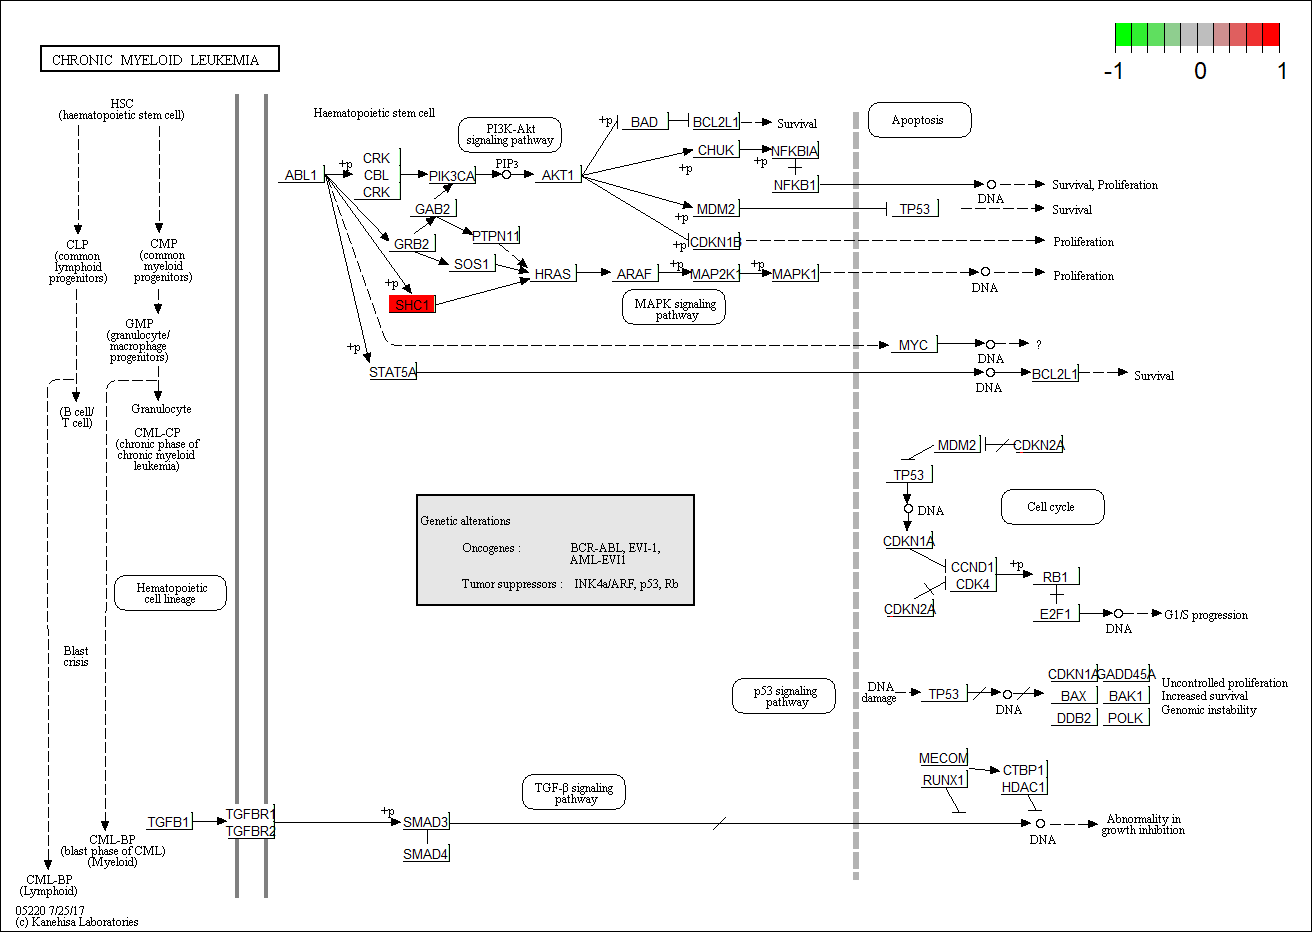 -1 0 1
CHRONIC MYELOID LEUKEMIA
HSC
(haematopoietic stem cell)
CLP
(common
lymphoid
progenitors)
CMP
(common
myeloid
progenitors)
GMP
(granulocyte/
macrophage
progenitors)
(B cell/
T cell)
Granulocyte
CML-CP
(chronic phase of
chronic myeloid
leukemia)
Hematopoietic
cell lineage
Blast
crisis
CML-BP
(blast phase of CML)
(Myeloid)
CML-BP
(Lymphoid)
05220 7/25/17
(c) Kanehisa Laboratories
Haematopoietic stem cell
PI3K-Akt
signaling pathway
Apoptosis
ABL1
+p
CRK
CBL
CRK
PIK3CA
PIP3
AKT1
+p
BAD
BCL2L1
Survival
CHUK
+p
+p
NFKBIA
NFKB1
DNA
Survival, Proliferation
GAB2
MDM2
+p
TP53
Survival
GRB2
PTPN11
CDKN1B
+p
Proliferation
SOS1
HRAS
ARAF
+p
MAP2K1
+p
MAPK1
DNA
Proliferation
+p
SHC1
MAPK signaling
pathway
+p
MYC
DNA
?
STAT5A
DNA
BCL2L1
Survival
MDM2
CDKN2A
TP53
DNA
Cell cycle
CDKN1A
CCND1
CDK4
+p
RB1
CDKN2A
E2F1
DNA
G1/S progression
Genetic alterations
Oncogenes :
BCR-ABL, EVI-1,
AML-EVI1
Tumor suppressors :
INK4a/ARF, p53, Rb
p53 signaling
pathway
DNA
damage
TP53
DNA
CDKN1A
GADD45A
BAX
BAK1
DDB2
POLK
Uncontrolled proliferation
Increased survival
Genomic instability
MECOM
RUNX1
CTBP1
HDAC1
TGF-β signaling
pathway
TGFB1
TGFBR1
TGFBR2
+p
SMAD3
SMAD4
DNA
Abnormality in
growth inhibition